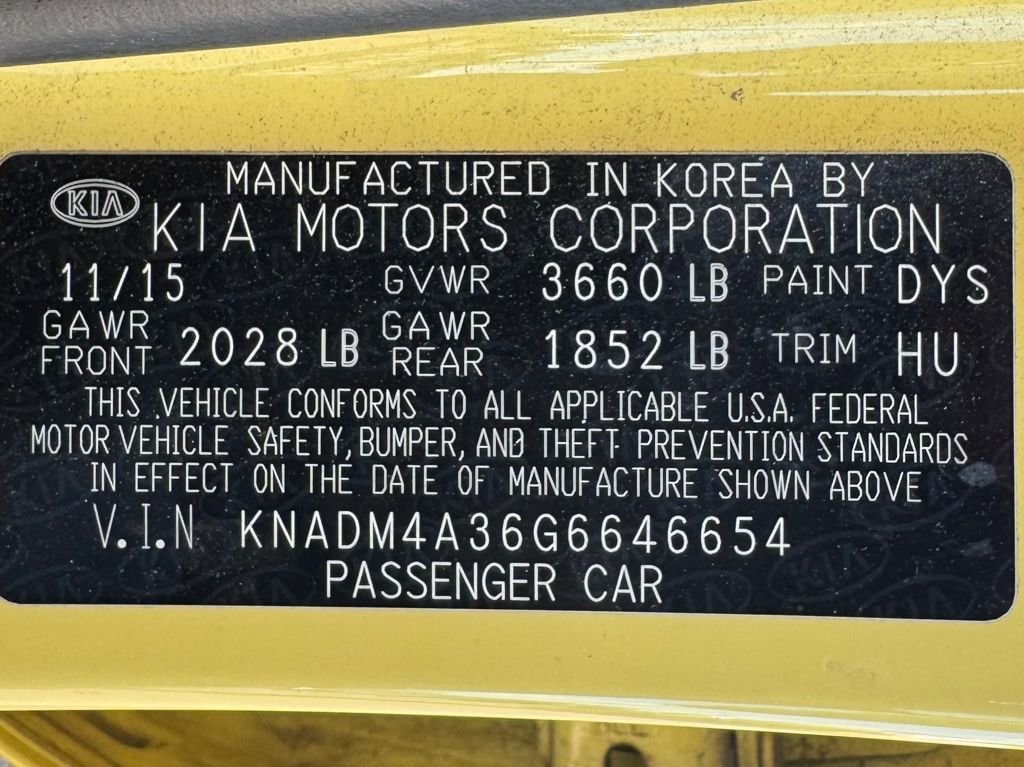 KIA MANUFACTURED IN KOREA BY
KIA MOTORS CORPORATION
11/15 GVWR 3660 LB PAINT DYS
GAWR FRONT 2028 LB GAWR REAR 1852 LB TRIM HU
THIS VEHICLE CONFORMS TO ALL APPLICABLE U.S.A. FEDERAL
MOTOR VEHICLE SAFETY, BUMPER, AND THEFT PREVENTION STANDARDS
IN EFFECT ON THE DATE OF MANUFACTURE SHOWN ABOVE
V.I.N KNADM4A36G6646654
PASSENGER CAR